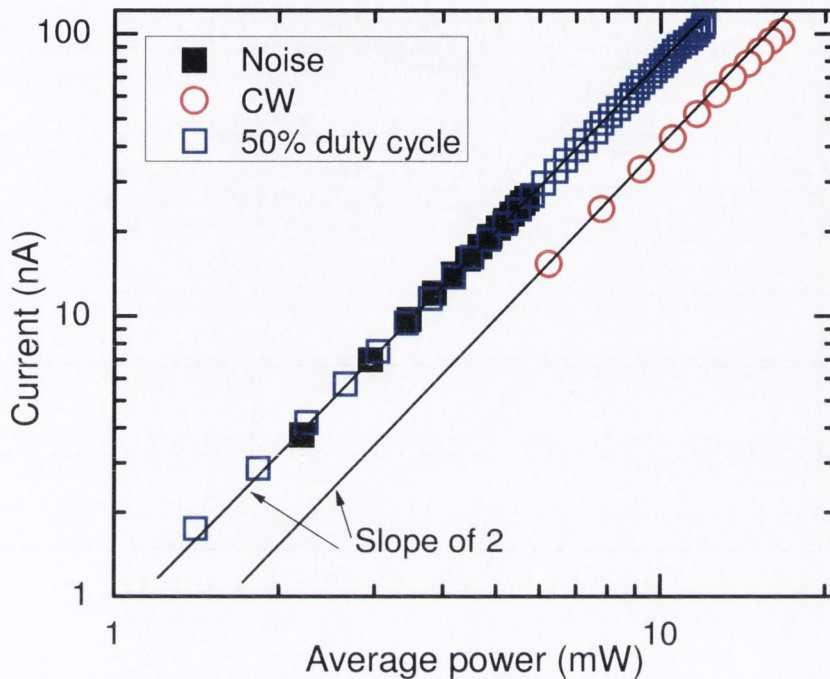 100
10
1
Current (nA)
Noise
CW
50% duty cycle
Slope of 2
1
10
Average power (mW)